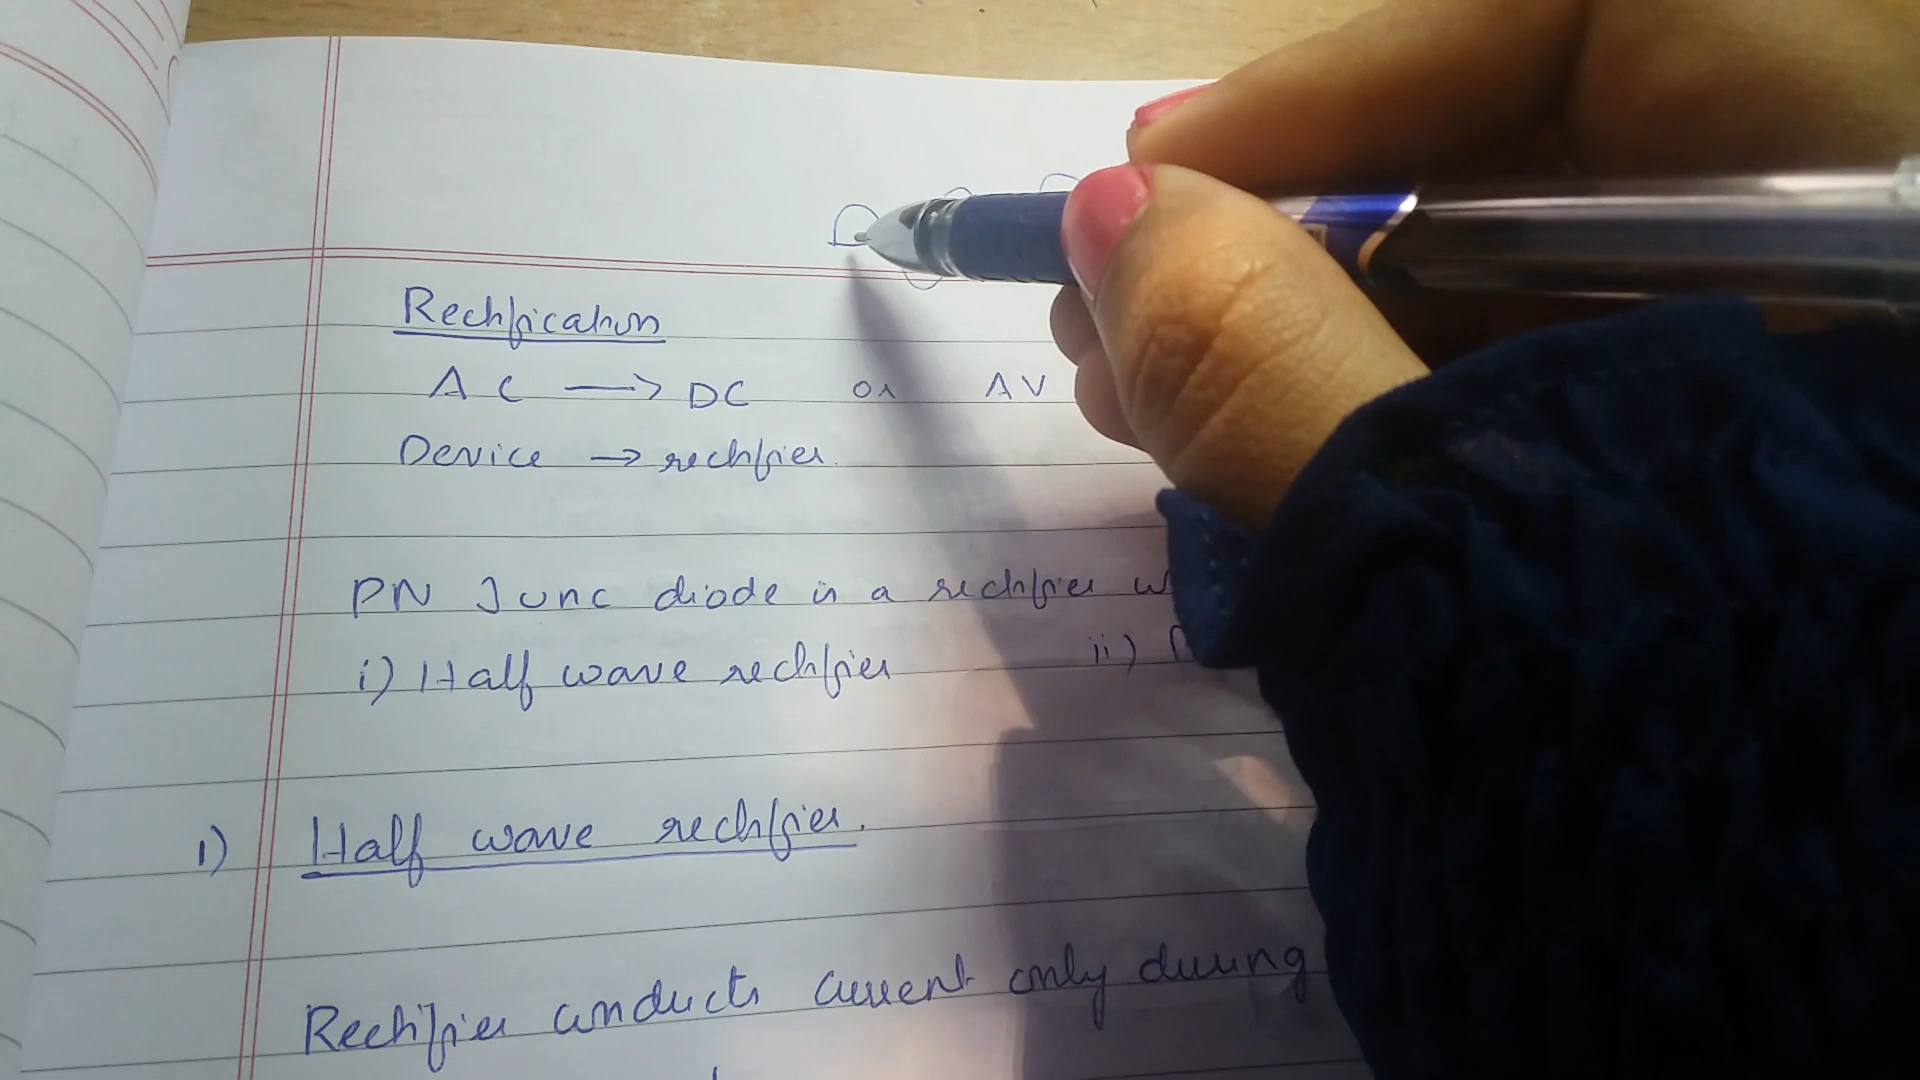 Rectification
AC → DC or AV
Device → rectifier.
PN Junc diode is a rectifier
i) Half wave rectifier ii)
1) Half wave rectifier.
Rectifier conducts current only during